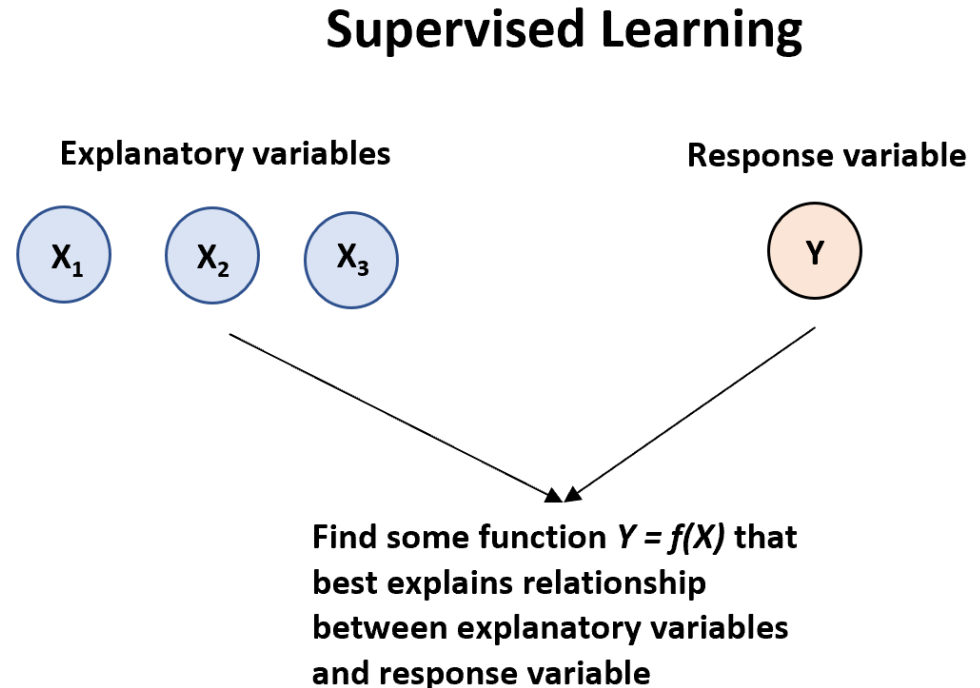 Supervised Learning
Explanatory variables
Response variable
X₁
X₂
X₃
Y
Find some function Y = f(X) that
best explains relationship
between explanatory variables
and response variable